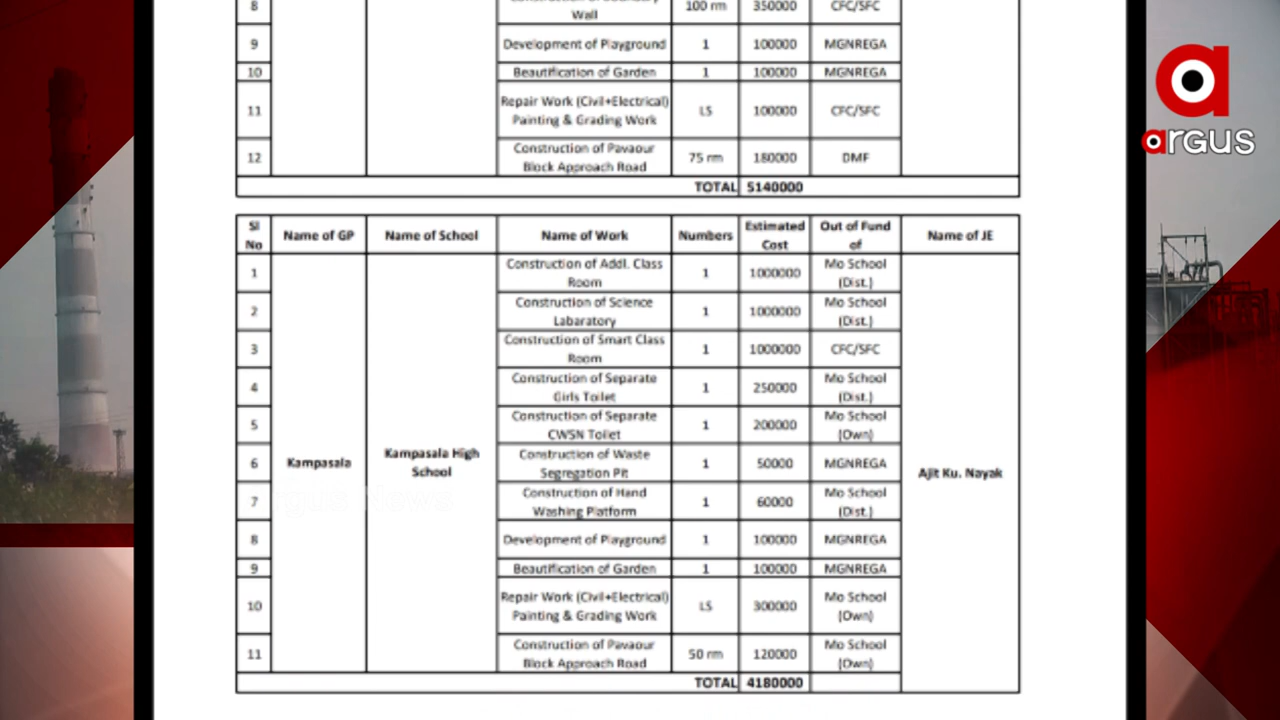 8 Wall 100 rm 350000 CFC/SFC
9 Development of Playground 1 100000 MGNREGA
10 Beautification of Garden 1 100000 MGNREGA
11 Repair Work (Civil+Electrical) Painting & Grading Work LS 100000 CFC/SFC
12 Construction of Pavaour Block Approach Road 75 rm 180000 DMF
TOTAL 5140000
argus
Sl No Name of GP Name of School Name of Work Numbers Estimated Cost Out of Fund of Name of JE
1 Construction of Addl. Class Room 1 1000000 Mo School (Dist.)
2 Construction of Science Labaratory 1 1000000 Mo School (Dist.)
3 Construction of Smart Class Room 1 1000000 CFC/SFC
4 Construction of Separate Girls Toilet 1 250000 Mo School (Dist.)
5 Construction of Separate CWSN Toilet 1 200000 Mo School (Own)
6 Kampasala Kampasala High School Construction of Waste Segregation Pit 1 50000 MGNREGA Ajit Ku. Nayak
7 Construction of Hand Washing Platform 1 60000 Mo School (Dist.)
8 Development of Playground 1 100000 MGNREGA
9 Beautification of Garden 1 100000 MGNREGA
10 Repair Work (Civil+Electrical) Painting & Grading Work LS 300000 Mo School (Own)
11 Construction of Pavaour Block Approach Road 50 rm 120000 Mo School (Own)
TOTAL 4180000